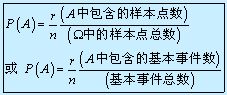 P(A)=r/n(A中包含的样本点数)/(Ω中的样本点总数)
或 P(A)=r/n(A中包含的基本事件数)/(基本事件总数)